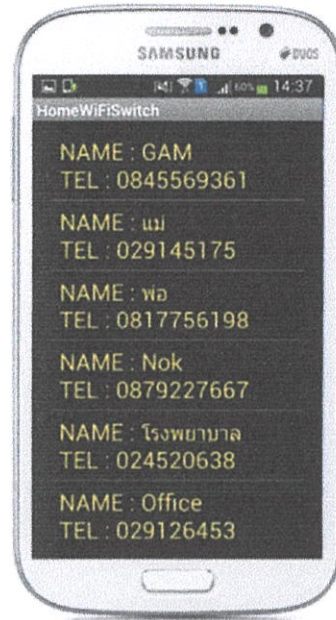 SAMSUNG DUOS
60% 14:37
HomeWiFiSwitch
NAME : GAM
TEL : 0845569361
NAME : แม่
TEL : 029145175
NAME : พ่อ
TEL : 0817756198
NAME : Nok
TEL : 0879227667
NAME : โรงพยาบาล
TEL : 024520638
NAME : Office
TEL : 029126453